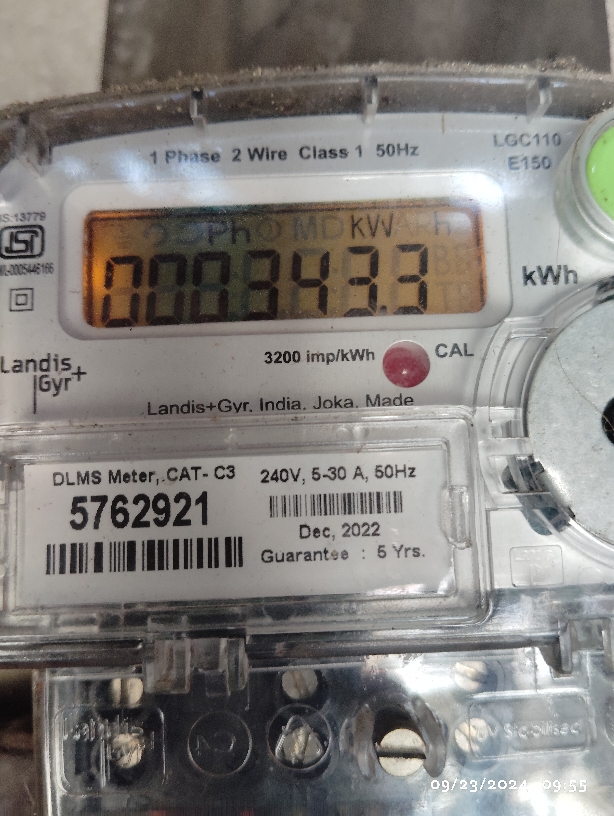 1 Phase 2 Wire Class 1 50Hz
LGC110
E150
IS:13779
000343.3
kWh
Landis
Gyr+
3200 imp/kWh
CAL
Landis+Gyr, India, Joka, Made
DLMS Meter, CAT- C3
5762921
240V, 5-30 A, 50Hz
Dec, 2022
Guarantee : 5 Yrs.
09/23/2024 09:55